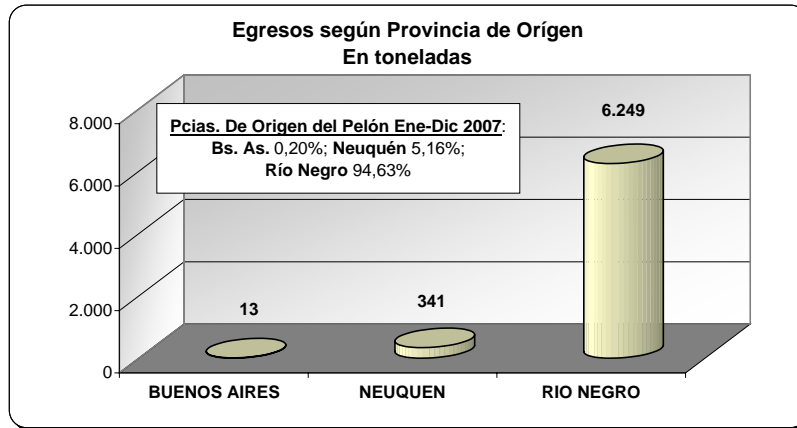 Egresos según Provincia de Orígen
En toneladas
Pcias. De Origen del Pelón Ene-Dic 2007:
Bs. As. 0,20%; Neuquén 5,16%;
Río Negro 94,63%
8.000
6.000
4.000
2.000
0
13
341
6.249
BUENOS AIRES
NEUQUEN
RIO NEGRO